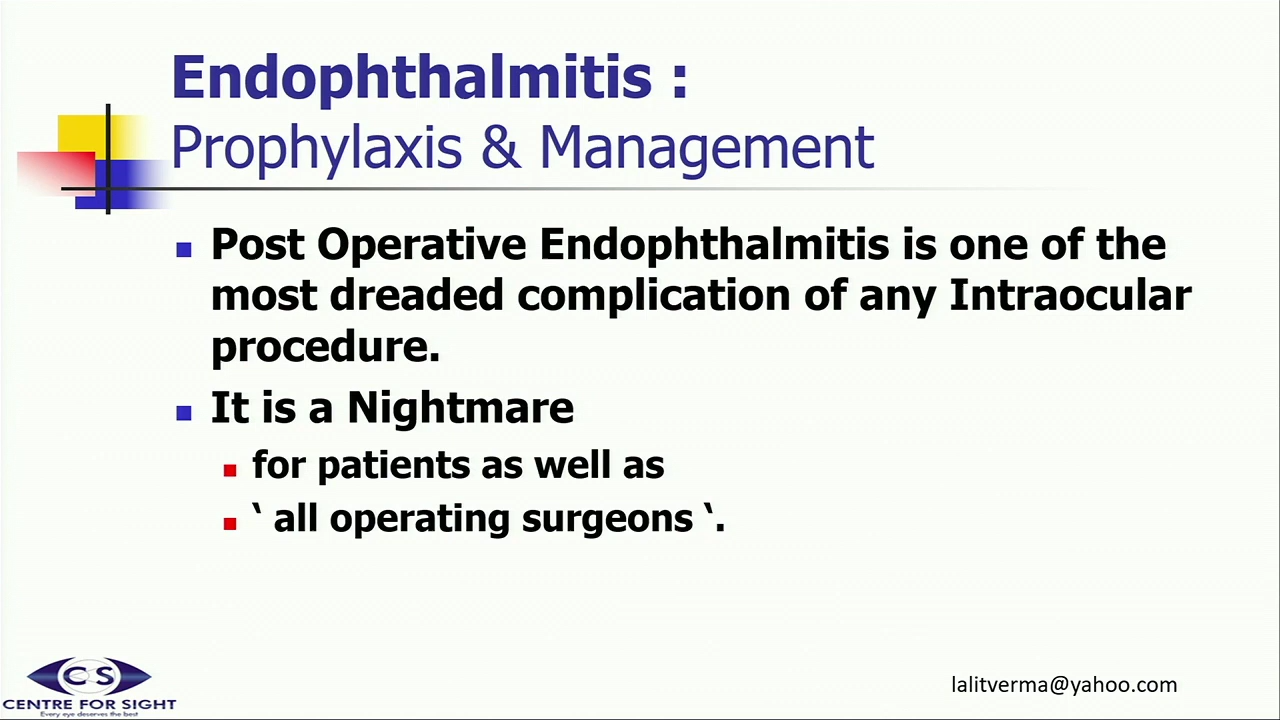 Endophthalmitis :
Prophylaxis & Management
Post Operative Endophthalmitis is one of the
most dreaded complication of any Intraocular
procedure.
It is a Nightmare
for patients as well as
‘ all operating surgeons ‘.
CS
CENTRE FOR SIGHT
Every eye deserves the best
lalitverma@yahoo.com